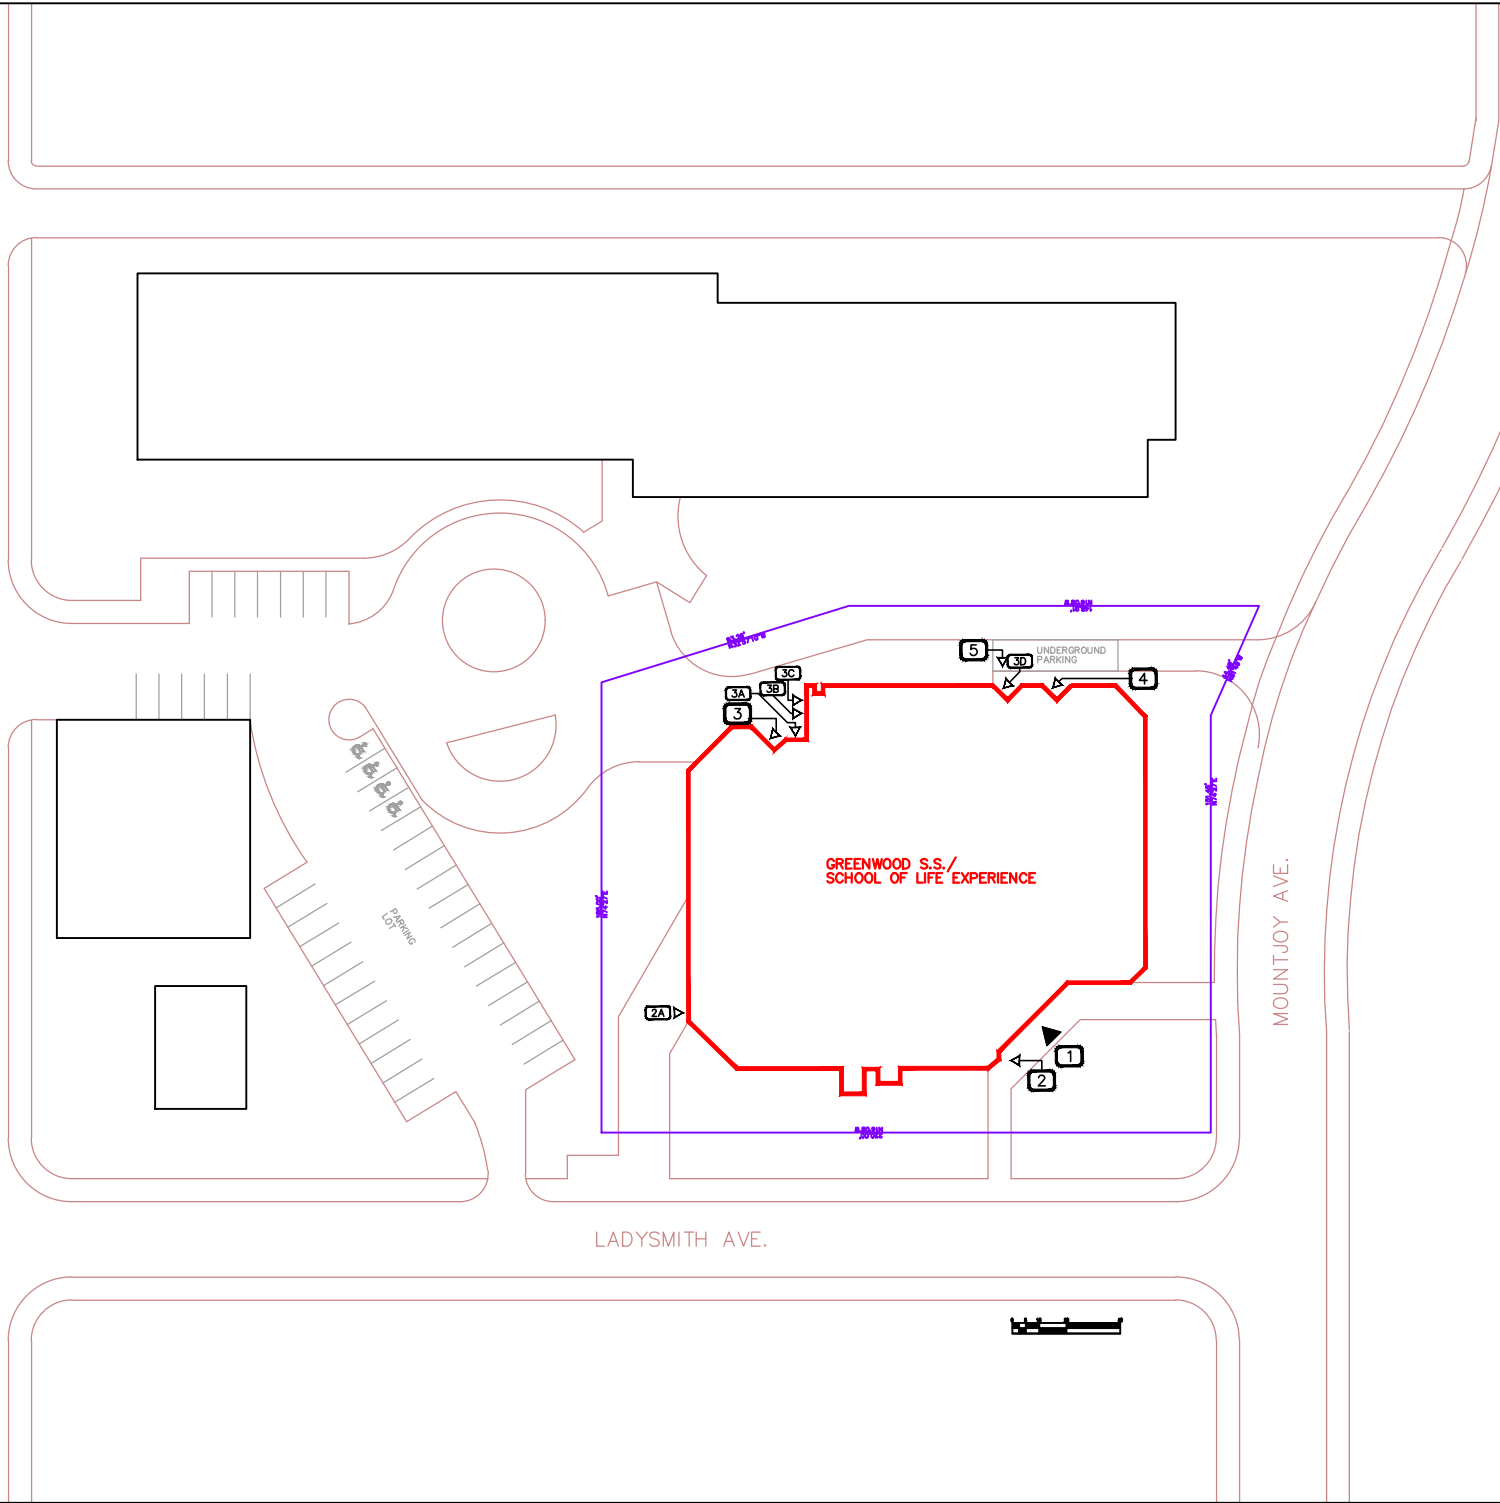 5
UNDERGROUND
PARKING
3D
4
3C
3B
3A
3
GREENWOOD S.S./
SCHOOL OF LIFE EXPERIENCE
PARKING
LOT
MOUNTJOY AVE.
2A
1
2
LADYSMITH AVE.